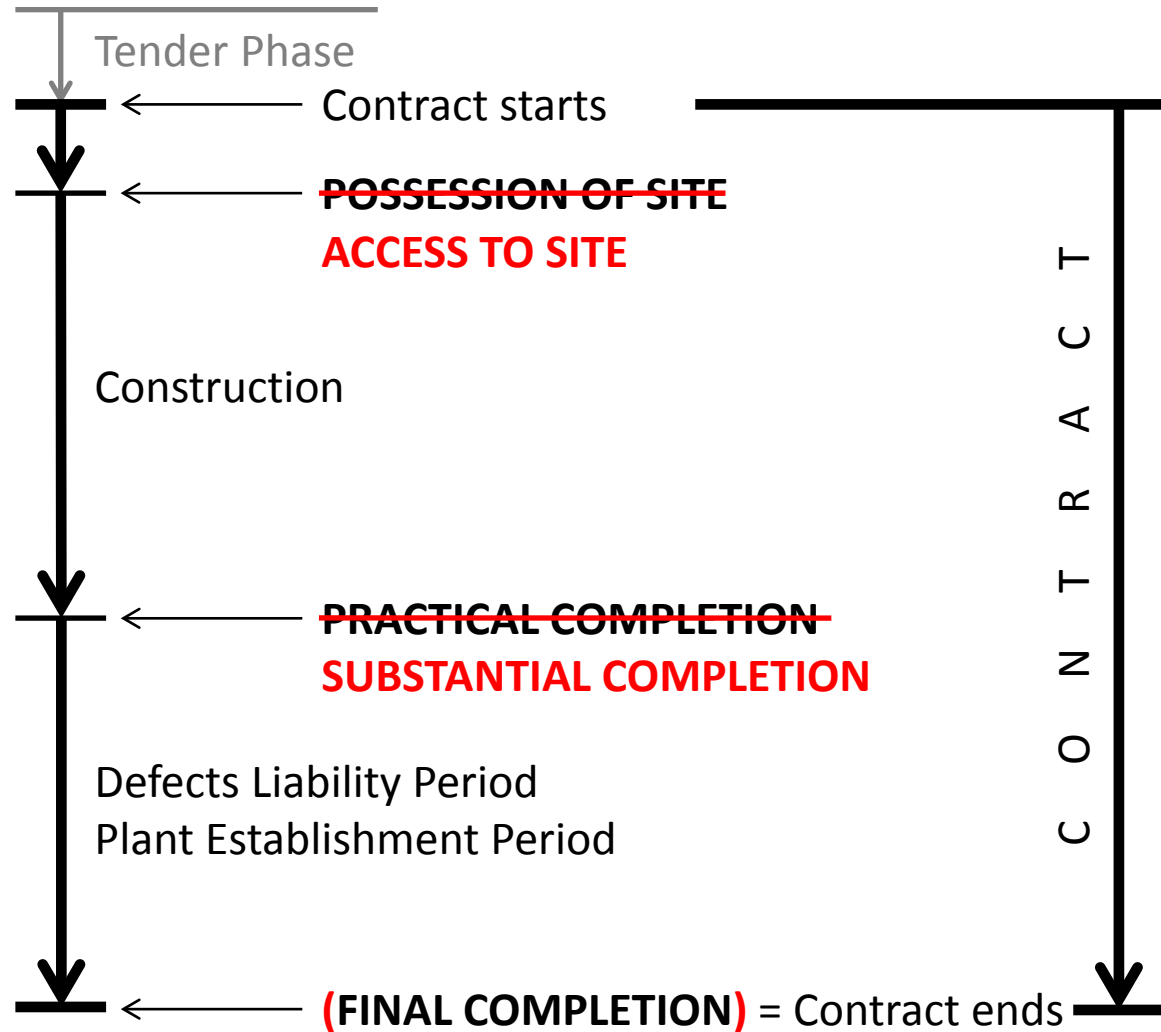 Tender Phase
Contract starts
POSSESSION OF SITE
ACCESS TO SITE
Construction
PRACTICAL COMPLETION
SUBSTANTIAL COMPLETION
Defects Liability Period
Plant Establishment Period
(FINAL COMPLETION) = Contract ends
CONTRACT